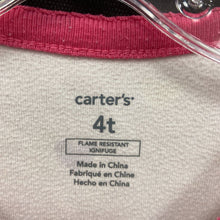 carter's®
4t
FLAME RESISTANT
IGNIFUGE
Made in China
Fabriqué en Chine
Hecho en China